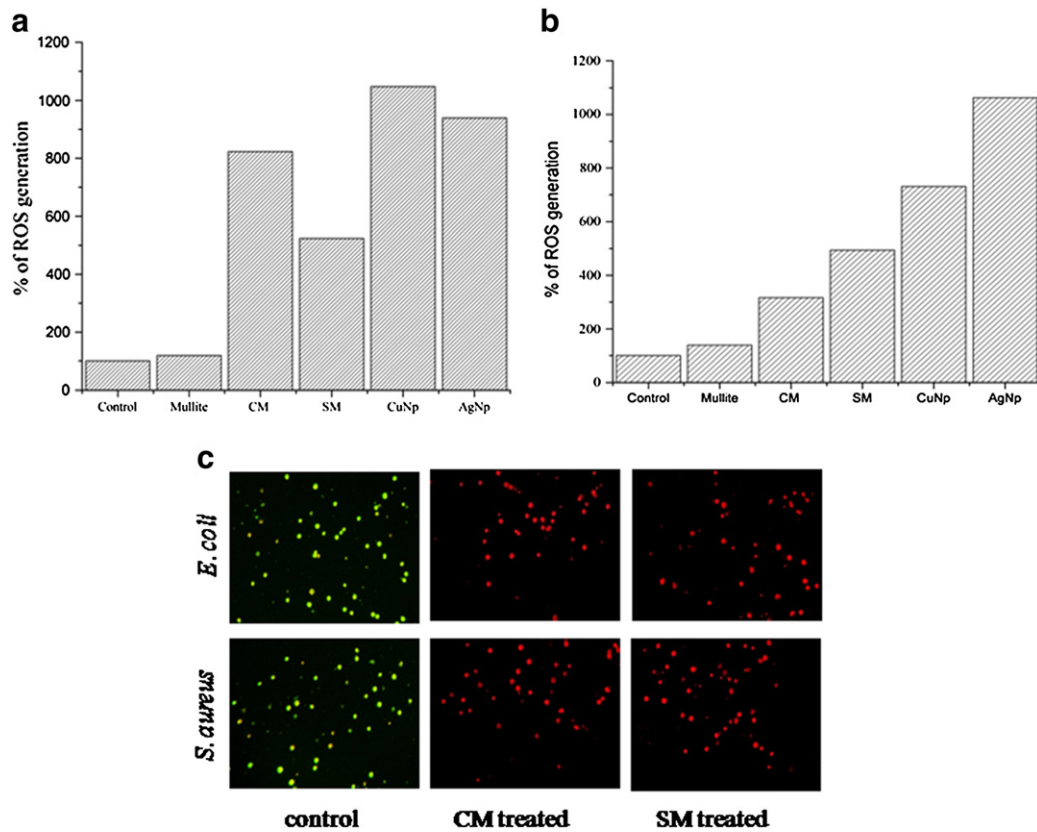 a
1200
1000
800
600
400
200
0
% of ROS generation
Control Mullite CM SM CuNp AgNp
b
1200
1000
800
600
400
200
0
% of ROS generation
Control Mullite CM SM CuNp AgNp
c
E. coli
S. aureus
control CM treated SM treated